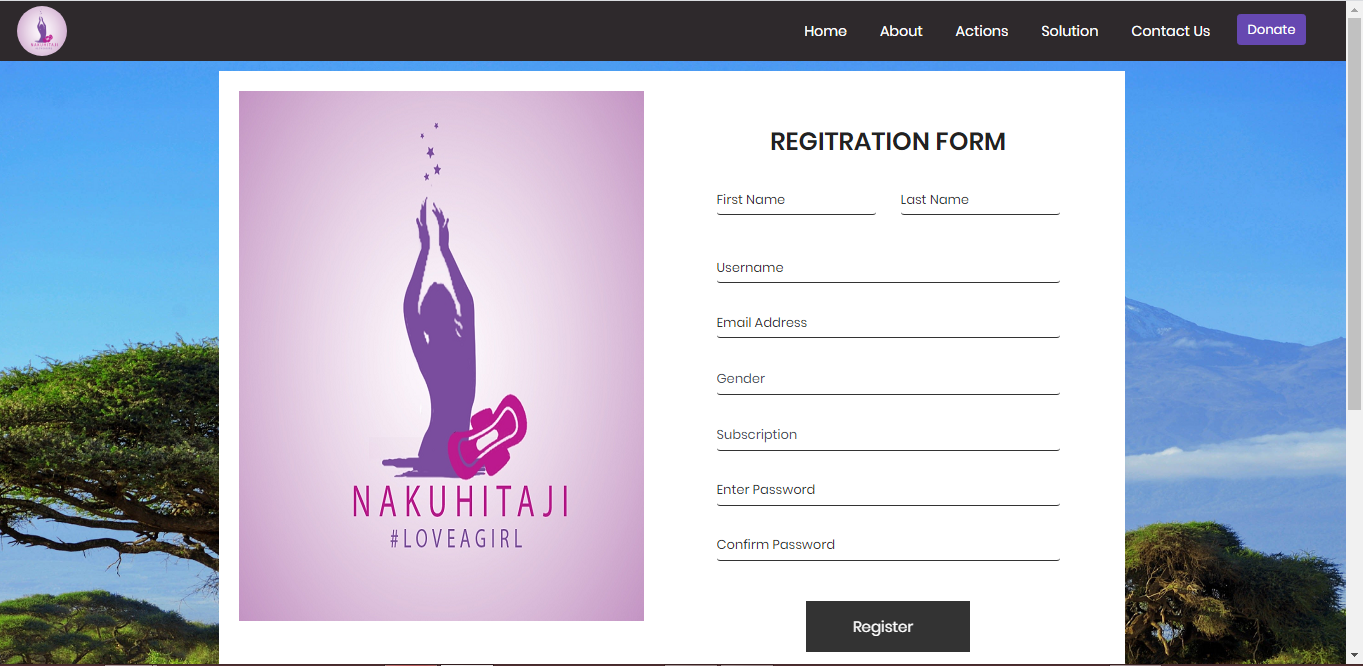 Home About Actions Solution Contact Us Donate
NAKUHITAJI
#LOVEAGIRL
REGITRATION FORM
First Name Last Name
Username
Email Address
Gender
Subscription
Enter Password
Confirm Password
Register